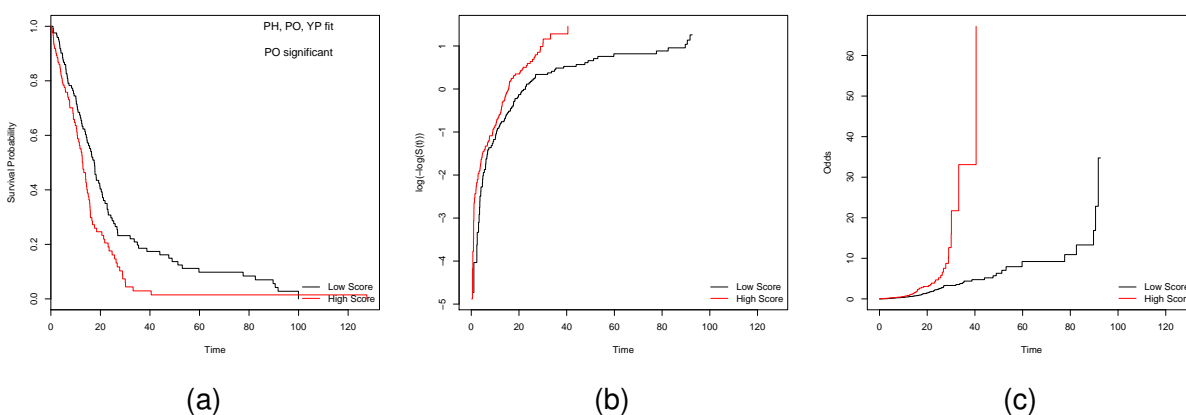 PH, PO, YP fit
PO significant
Survival Probability
1.0
0.8
0.6
0.4
0.2
0.0
Low Score
High Score
0 20 40 60 80 100 120
Time
(a)
log(−log(S(t)))
1
0
−1
−2
−3
−4
−5
Low Score
High Score
0 20 40 60 80 100 120
Time
(b)
Odds
60
50
40
30
20
10
0
Low Score
High Score
0 20 40 60 80 100 120
Time
(c)